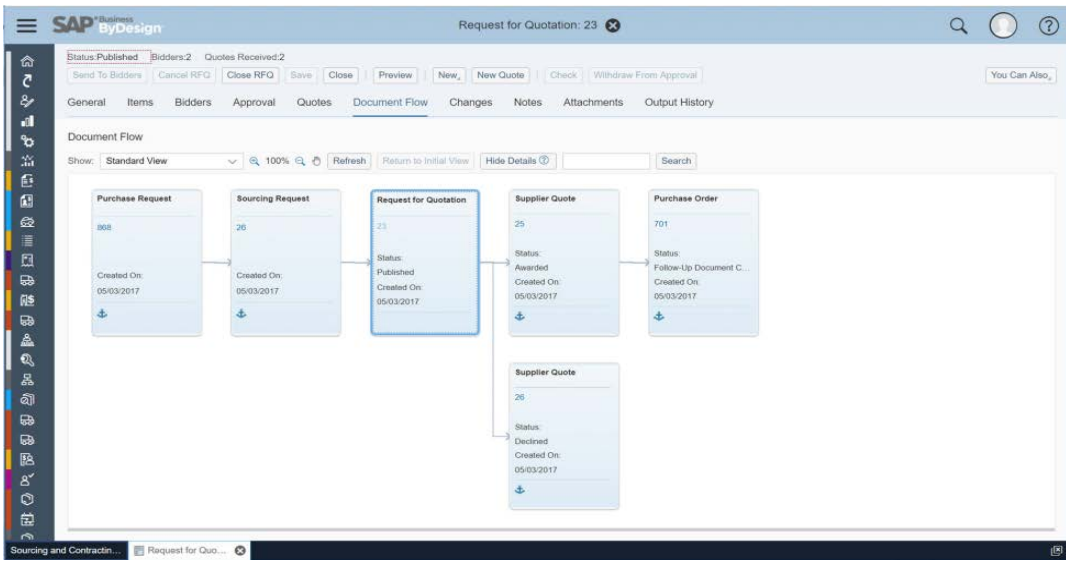 SAP Business ByDesign
Request for Quotation: 23
Status:Published Bidders:2 Quotes Received:2
Send To Bidders Cancel RFQ Close RFQ Save Close Preview New New Quote Check Withdraw From Approval You Can Also
General Items Bidders Approval Quotes Document Flow Changes Notes Attachments Output History
Document Flow
Show: Standard View 100% Refresh Return to Initial View Hide Details Search
Purchase Request
868
Created On:
05/03/2017
Sourcing Request
26
Created On:
05/03/2017
Request for Quotation
23
Status:
Published
Created On:
05/03/2017
Supplier Quote
25
Status:
Awarded
Created On:
05/03/2017
Purchase Order
701
Status:
Follow-Up Document C...
Created On:
05/03/2017
Supplier Quote
26
Status:
Declined
Created On:
05/03/2017
Sourcing and Contractin... Request for Quo...